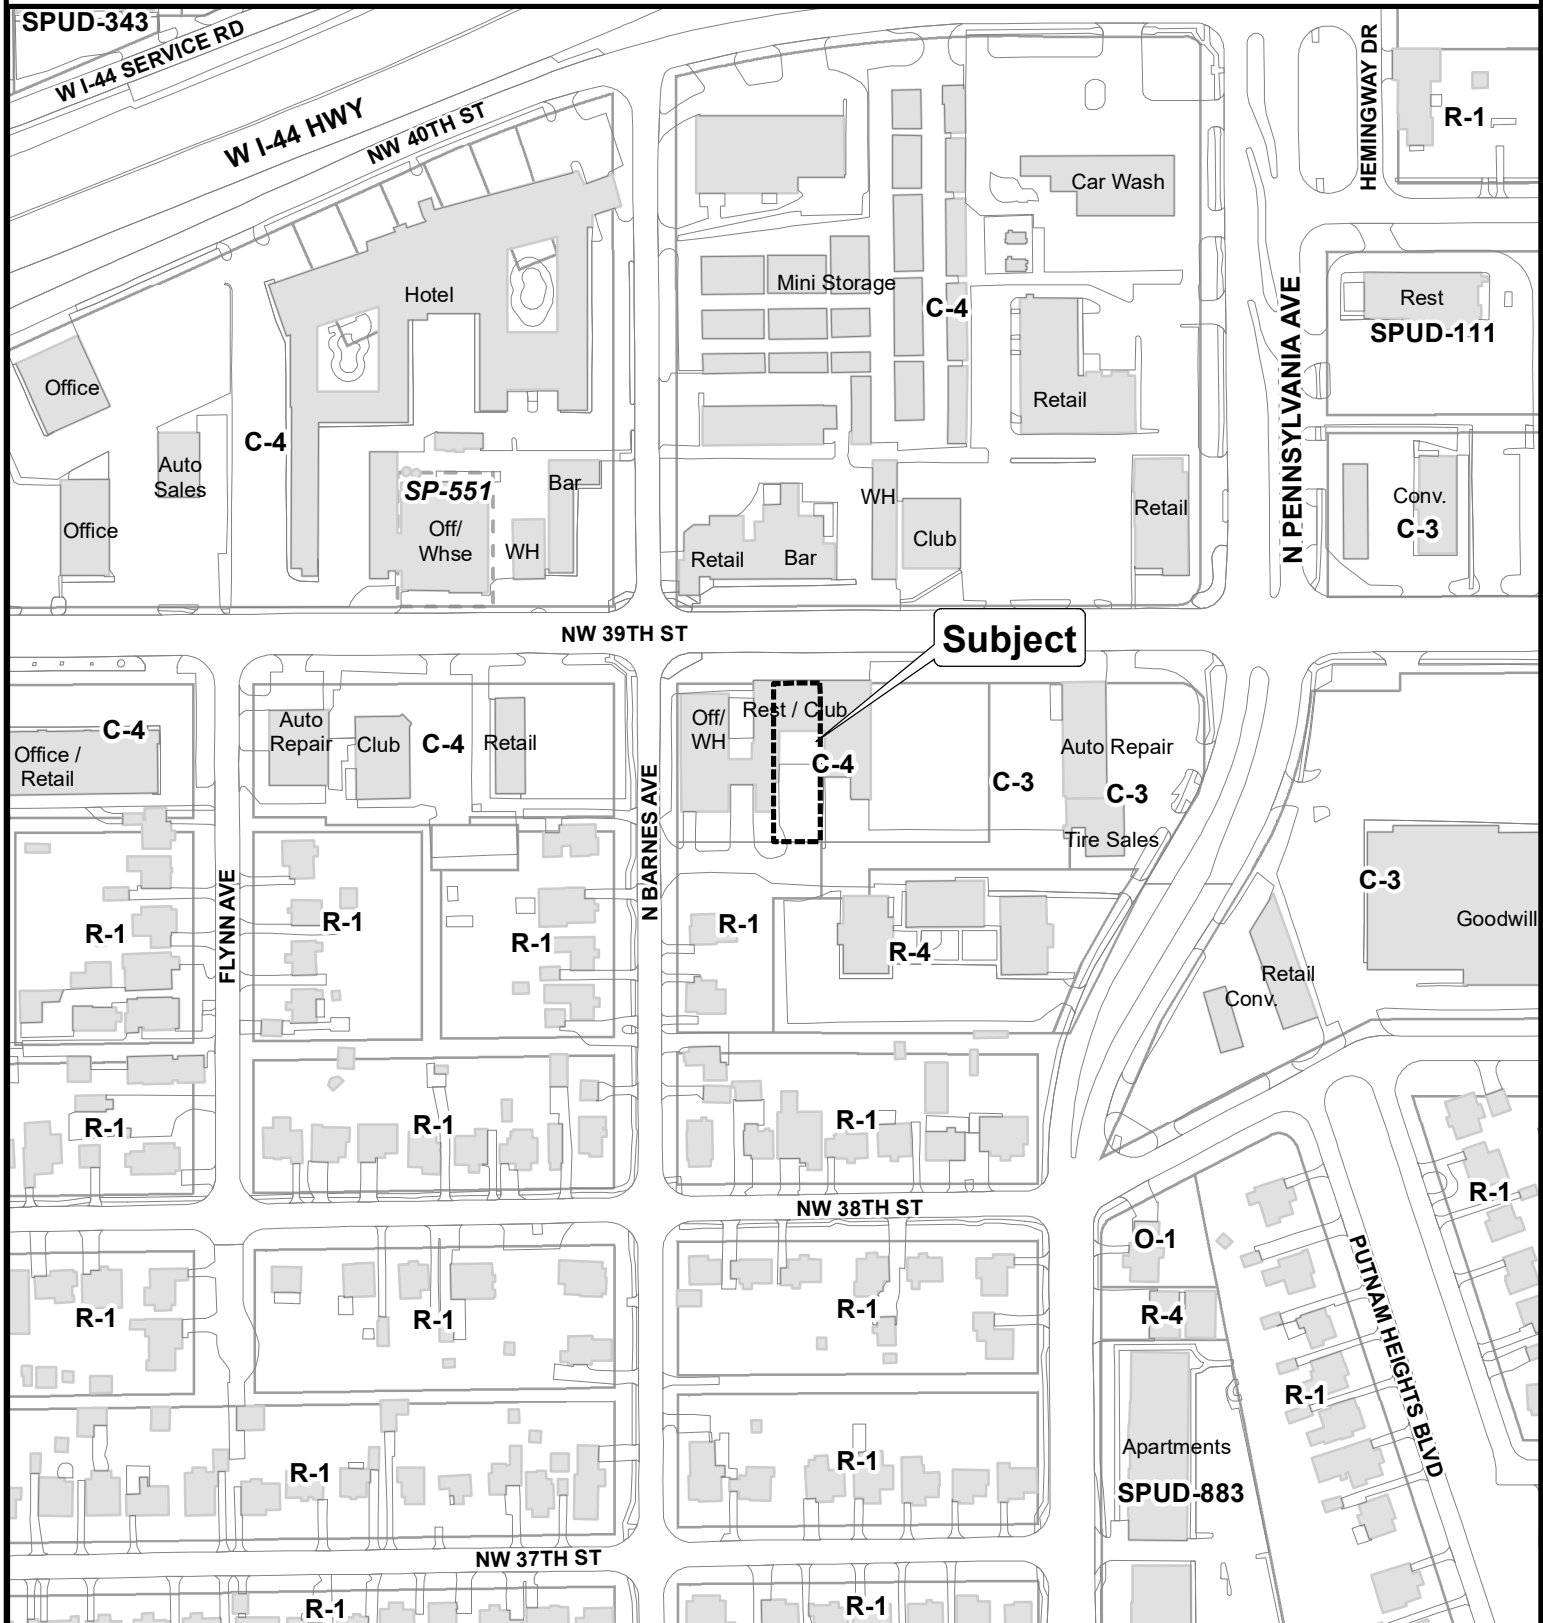 SPUD-343
W I-44 SERVICE RD
W I-44 HWY
NW 40TH ST
HEMINGWAY DR
R-1
Car Wash
Hotel
Mini Storage
C-4
N PENNSYLVANIA AVE
Rest
SPUD-111
Office
Retail
C-4
Auto
Sales
SP-551
Bar
WH
Retail
Conv.
C-3
Office
Off/
Whse
WH
Retail
Bar
Club
NW 39TH ST
Subject
C-4
Office /
Retail
Auto
Repair
Club
C-4
Retail
N BARNES AVE
Off/
WH
Rest / Club
C-4
C-3
Auto Repair
C-3
Tire Sales
C-3
Goodwill
FLYNN AVE
R-1
R-1
R-1
R-1
R-4
Retail
Conv.
R-1
R-1
R-1
R-1
NW 38TH ST
O-1
PUTNAM HEIGHTS BLVD
R-1
R-1
R-1
R-4
R-1
Apartments
SPUD-883
R-1
R-1
NW 37TH ST
R-1
R-1